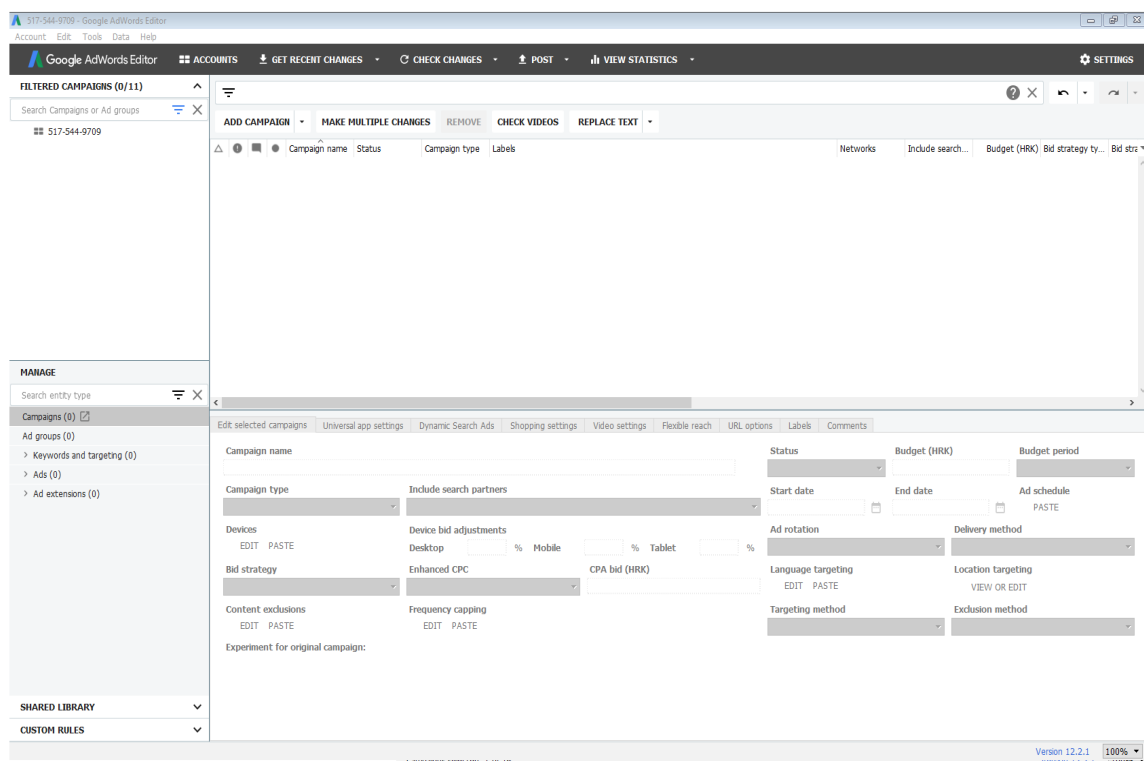 517-544-9709 - Google AdWords Editor
Account Edit Tools Data Help
Google AdWords Editor ACCOUNTS GET RECENT CHANGES CHECK CHANGES POST VIEW STATISTICS SETTINGS
FILTERED CAMPAIGNS (0/11)
Search Campaigns or Ad groups
517-544-9709
ADD CAMPAIGN MAKE MULTIPLE CHANGES REMOVE CHECK VIDEOS REPLACE TEXT
Campaign name Status Campaign type Labels Networks Include search... Budget (HRK) Bid strategy ty... Bid stra
MANAGE
Search entity type
Campaigns (0)
Ad groups (0)
Keywords and targeting (0)
Ads (0)
Ad extensions (0)
Edit selected campaigns Universal app settings Dynamic Search Ads Shopping settings Video settings Flexible reach URL options Labels Comments
Campaign name Status Budget (HRK) Budget period
Campaign type Include search partners Start date End date Ad schedule
PASTE
Devices Device bid adjustments Ad rotation Delivery method
EDIT PASTE Desktop % Mobile % Tablet %
Bid strategy Enhanced CPC CPA bid (HRK) Language targeting Location targeting
EDIT PASTE VIEW OR EDIT
Content exclusions Frequency capping Targeting method Exclusion method
EDIT PASTE EDIT PASTE
Experiment for original campaign:
SHARED LIBRARY
CUSTOM RULES
Version 12.2.1 100%